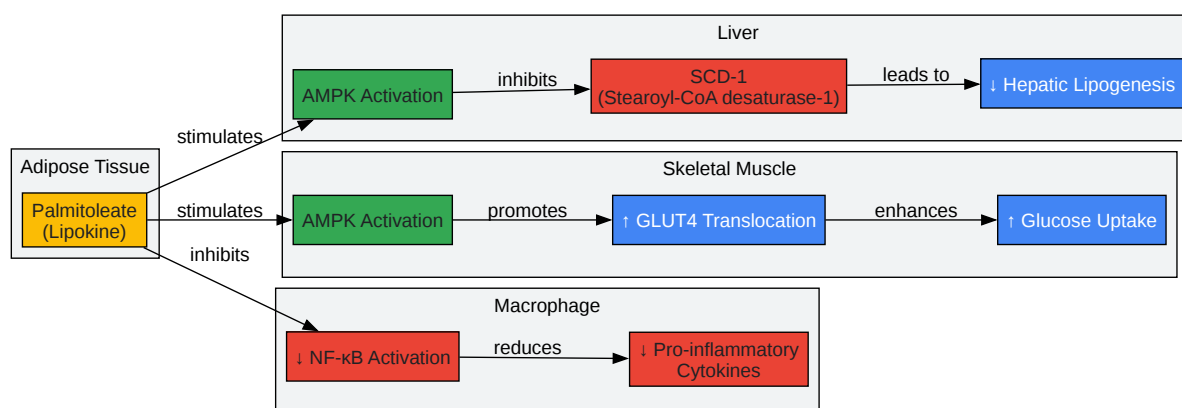 Liver
AMPK Activation
inhibits
SCD-1
(Stearoyl-CoA desaturase-1)
leads to
↓ Hepatic Lipogenesis
stimulates
Adipose Tissue
Palmitoleate
(Lipokine)
stimulates
inhibits
Skeletal Muscle
AMPK Activation
promotes
↑ GLUT4 Translocation
enhances
↑ Glucose Uptake
Macrophage
↓ NF-κB Activation
reduces
↓ Pro-inflammatory
Cytokines